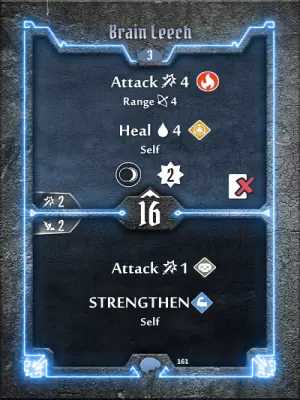 Brain Leech
3
Attack 4
Range 4
Heal 4
Self
2
2
16
2
Attack 1
STRENGTHEN
Self
161